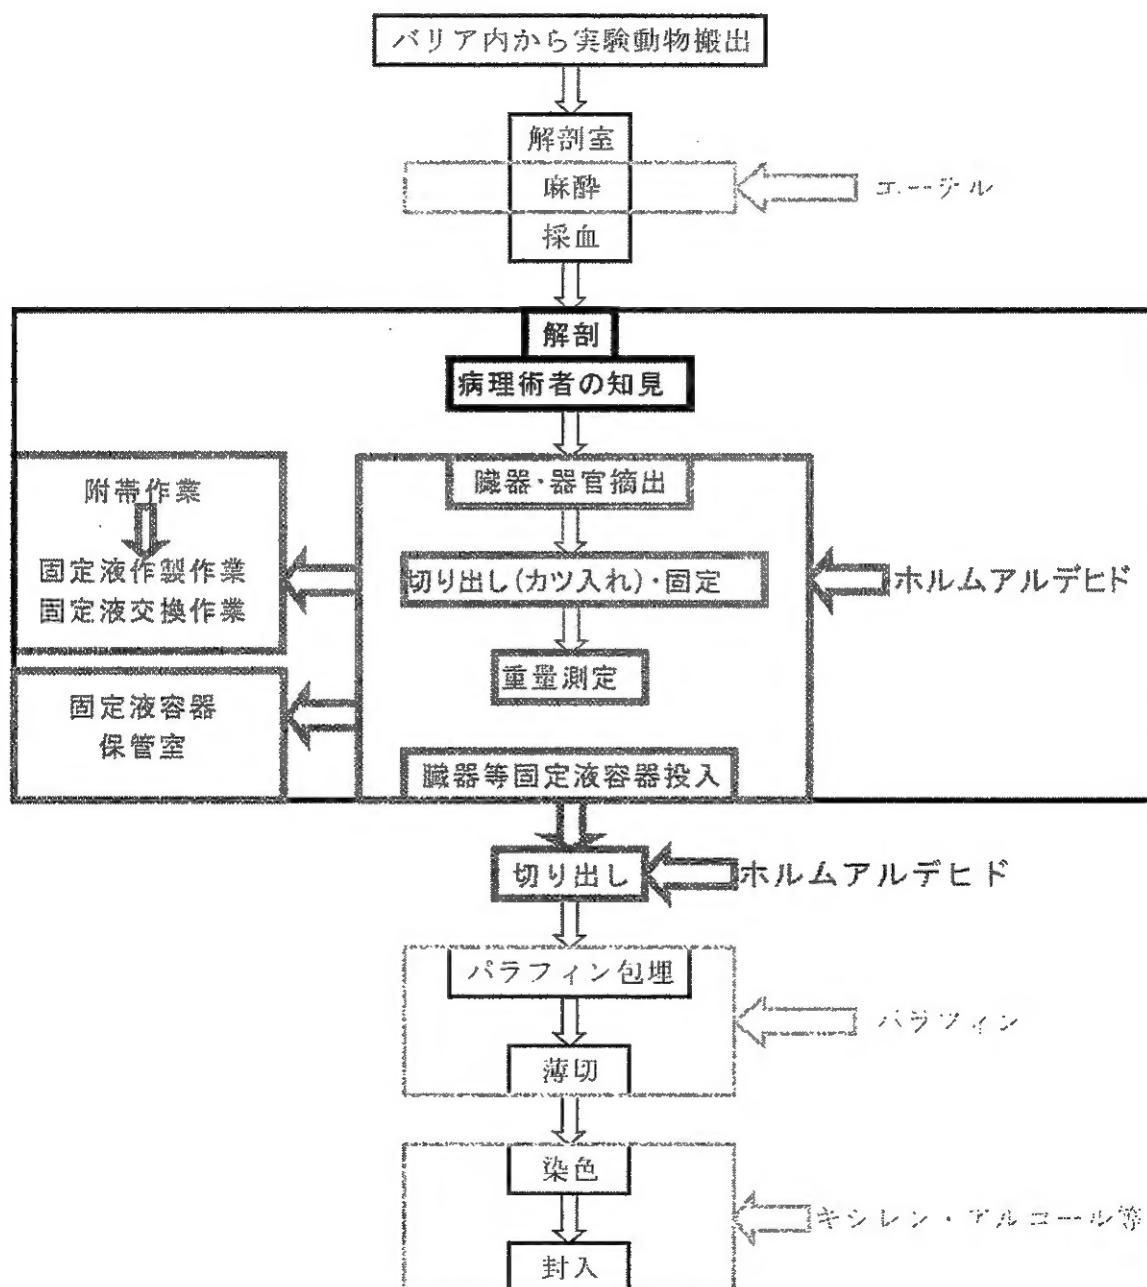 バリア内から実験動物搬出
解剖室
麻酔
エーテル
採血
解剖
病理術者の知見
附帯作業
固定液作製作業
固定液交換作業
臓器・器官摘出
切り出し(カツ入れ)・固定
ホルムアルデヒド
重量測定
固定液容器
保管室
臓器等固定液容器投入
切り出し
ホルムアルデヒド
パラフィン包埋
パラフィン
薄切
染色
キシレン・アルコール等
封入